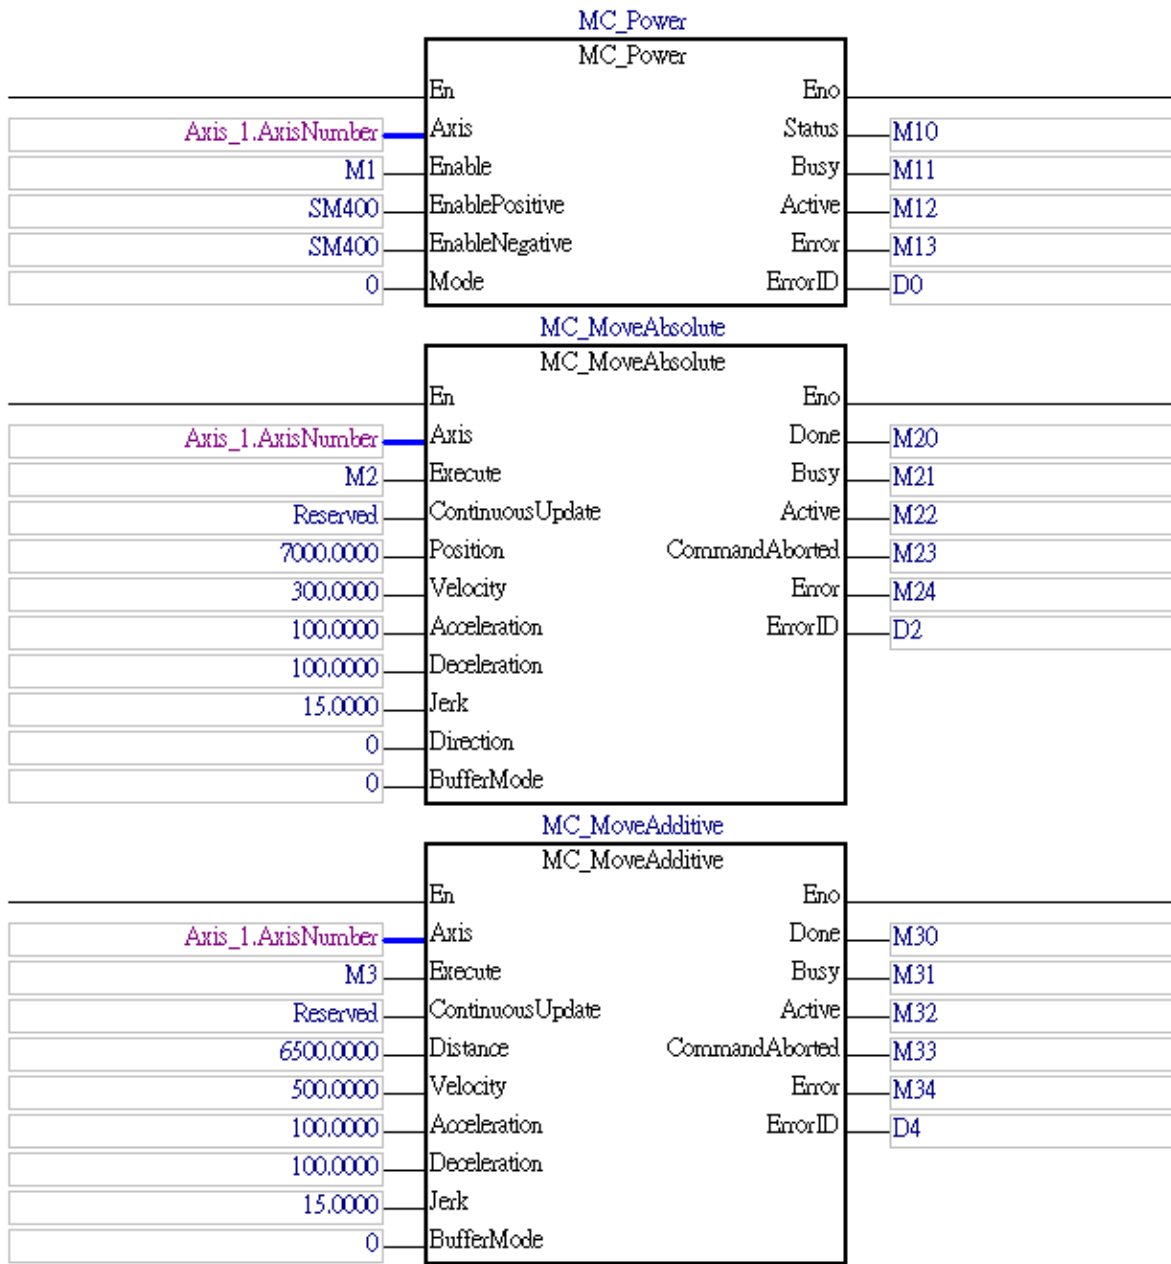 MC_Power
MC_Power
En Eno
Axis_1.AxisNumber Axis Status M10
M1 Enable Busy M11
SM400 EnablePositive Active M12
SM400 EnableNegative Error M13
0 Mode ErrorID D0
MC_MoveAbsolute
MC_MoveAbsolute
En Eno
Axis_1.AxisNumber Axis Done M20
M2 Execute Busy M21
Reserved ContinuousUpdate Active M22
7000.0000 Position CommandAborted M23
300.0000 Velocity Error M24
100.0000 Acceleration ErrorID D2
100.0000 Deceleration
15.0000 Jerk
0 Direction
0 BufferMode
MC_MoveAdditive
MC_MoveAdditive
En Eno
Axis_1.AxisNumber Axis Done M30
M3 Execute Busy M31
Reserved ContinuousUpdate Active M32
6500.0000 Distance CommandAborted M33
500.0000 Velocity Error M34
100.0000 Acceleration ErrorID D4
100.0000 Deceleration
15.0000 Jerk
0 BufferMode